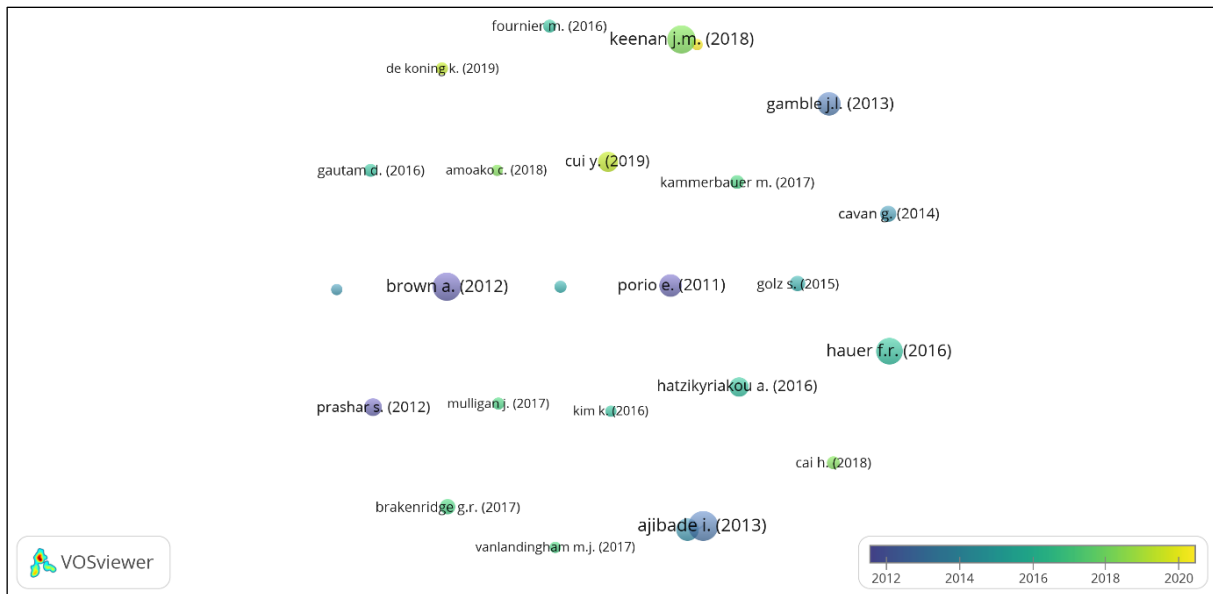 fournier m. (2016)
keenan j.m. (2018)
de koning k. (2019)
gamble j.l. (2013)
cui y. (2019)
gautam d. (2016)
amoako c. (2018)
kammerbauer m. (2017)
cavan g. (2014)
brown a. (2012)
porio e. (2011)
golz s. (2015)
hauer f.r. (2016)
hatzikyriakou a. (2016)
prashar s. (2012)
mulligan j. (2017)
kim k. (2016)
cai h. (2018)
brakenridge g.r. (2017)
ajibade i. (2013)
vanlandingham m.j. (2017)
VOSviewer
2012 2014 2016 2018 2020